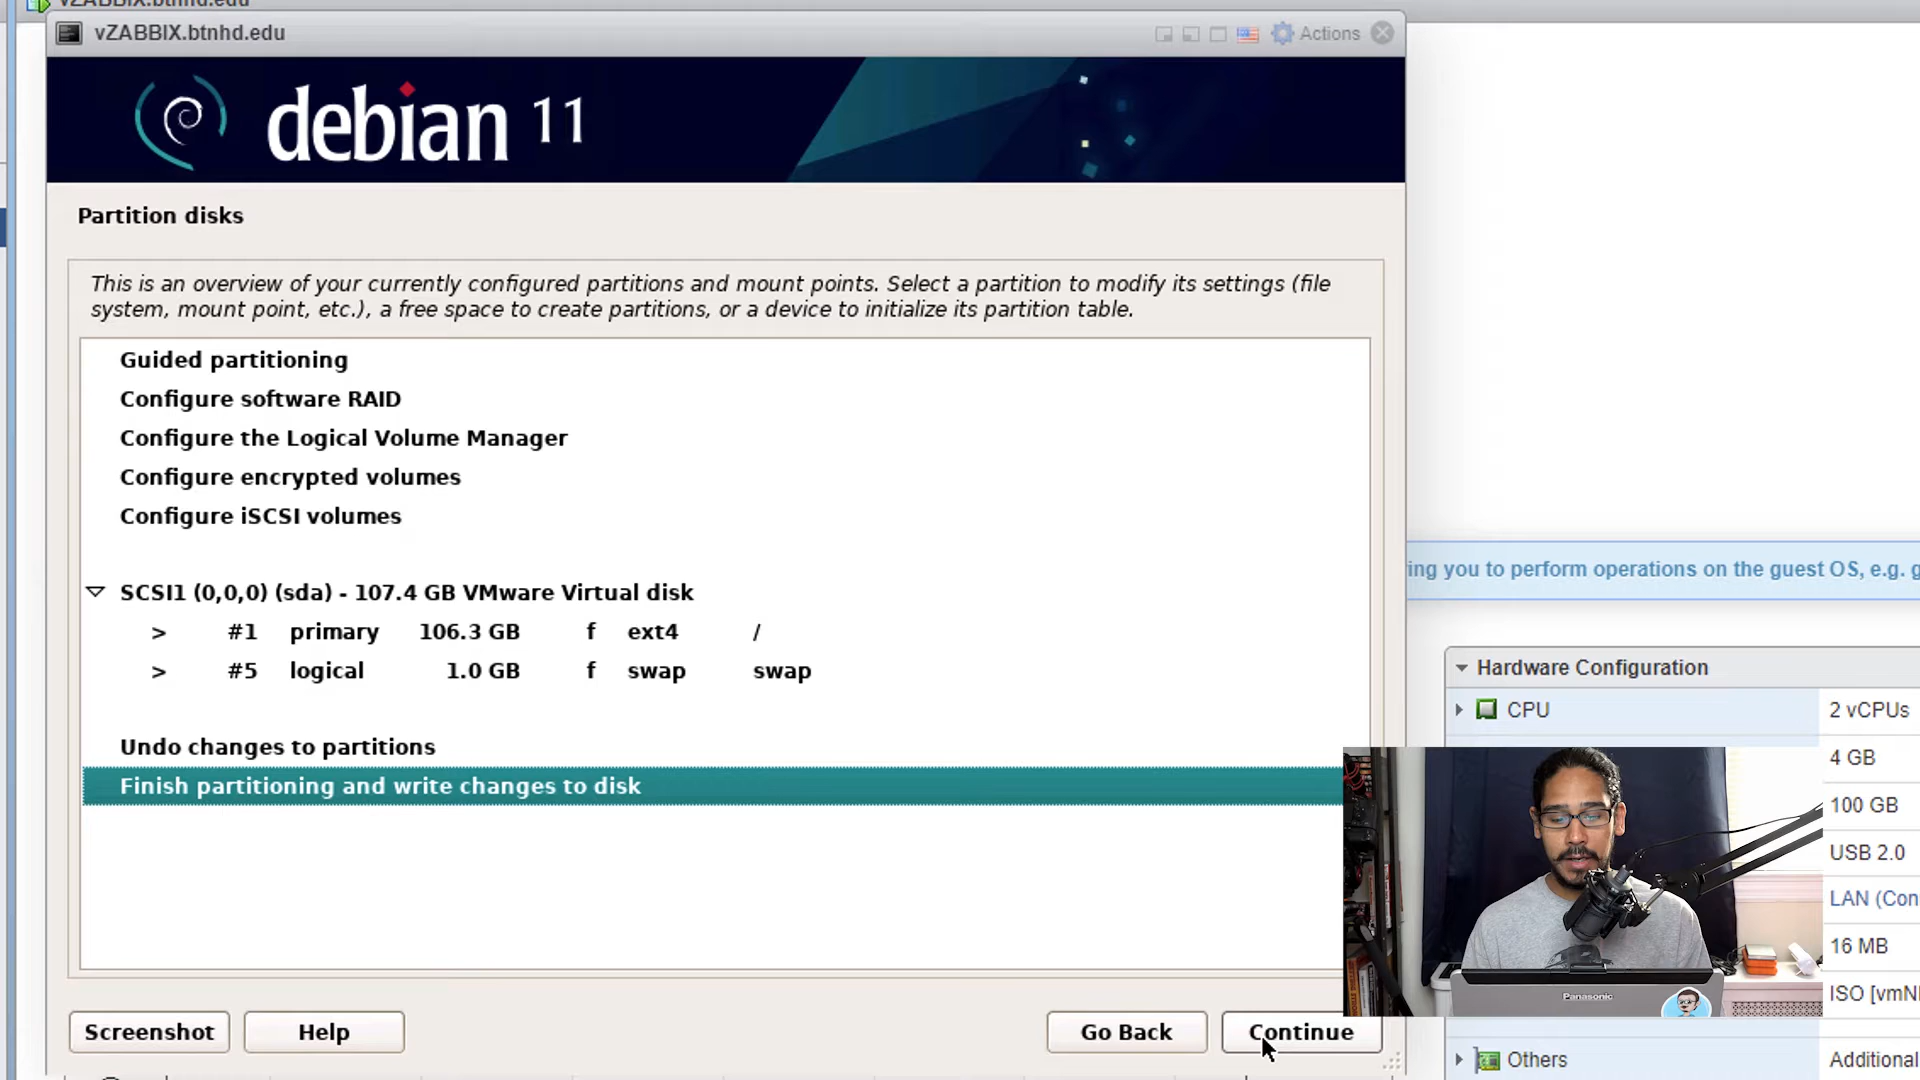 vZABBIX.btnhd.edu
vZABBIX.btnhd.edu
Actions
debian 11
Partition disks
This is an overview of your currently configured partitions and mount points. Select a partition to modify its settings (file
system, mount point, etc.), a free space to create partitions, or a device to initialize its partition table.
Guided partitioning
Configure software RAID
Configure the Logical Volume Manager
Configure encrypted volumes
Configure iSCSI volumes
SCSI1 (0,0,0) (sda) - 107.4 GB VMware Virtual disk
> #1 primary 106.3 GB f ext4 /
> #5 logical 1.0 GB f swap swap
Undo changes to partitions
Finish partitioning and write changes to disk
Screenshot
Help
Go Back
Continue
ing you to perform operations on the guest OS, e.g. g
Hardware Configuration
CPU 2 vCPUs
4 GB
100 GB
USB 2.0
LAN (Con
16 MB
ISO [vmN
Others Additional
Panasonic